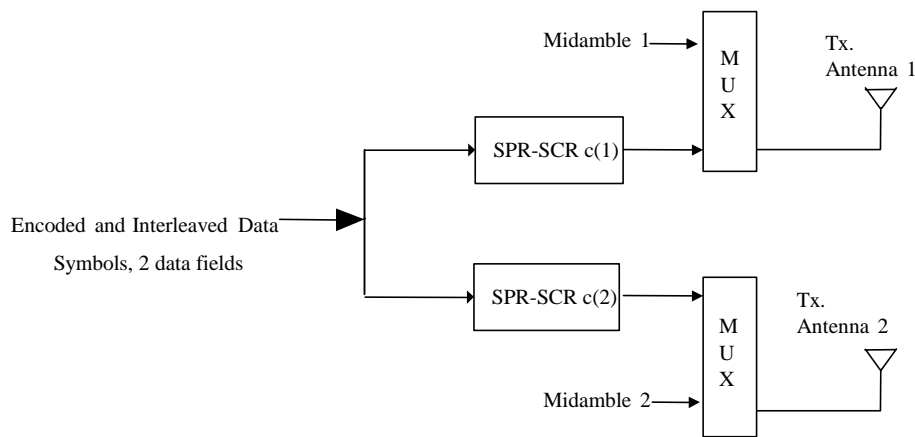 Midamble 1
M
U
X
Tx.
Antenna 1
SPR-SCR c(1)
Encoded and Interleaved Data
Symbols, 2 data fields
SPR-SCR c(2)
M
U
X
Tx.
Antenna 2
Midamble 2